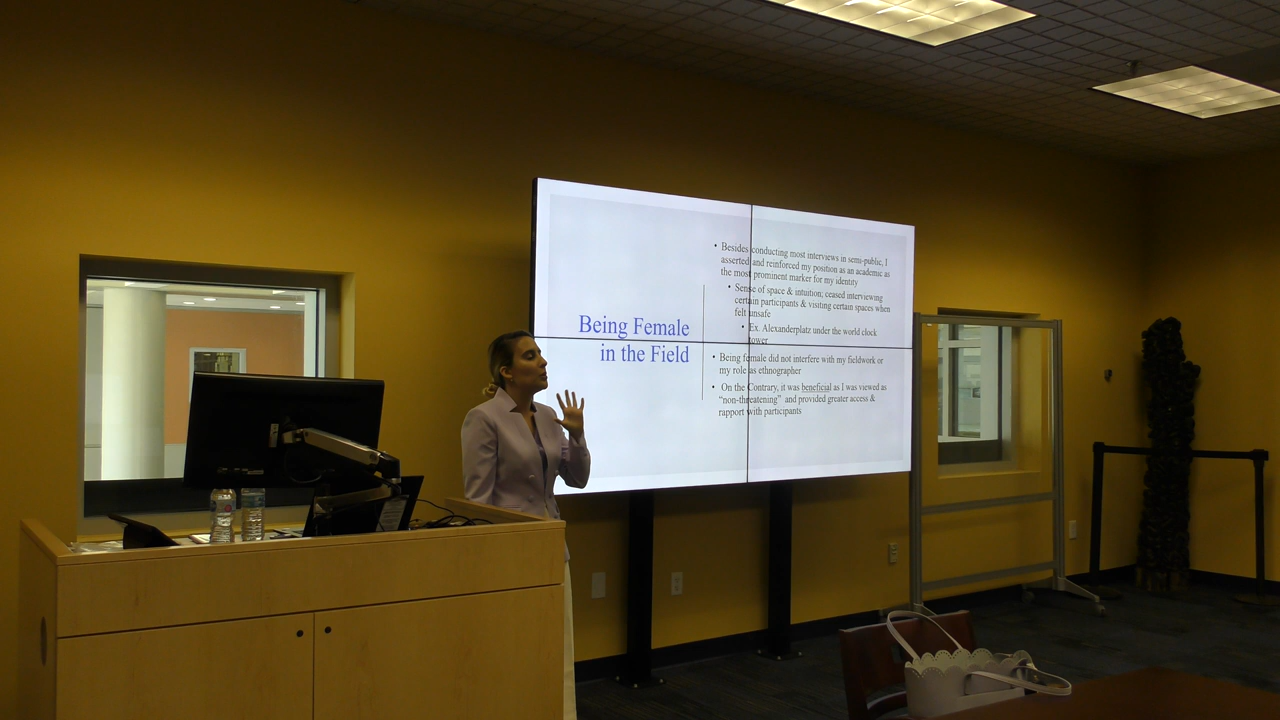 Being Female
in the Field
• Besides conducting most interviews in semi-public, I
asserted and reinforced my position as an academic as
the most prominent marker for my identity
• Sense of space & intuition; ceased interviewing
certain participants & visiting certain spaces when
felt unsafe
• Ex. Alexanderplatz under the world clock
tower
• Being female did not interfere with my fieldwork or
my role as ethnographer
• On the Contrary, it was beneficial as I was viewed as
“non-threatening” and provided greater access &
rapport with participants